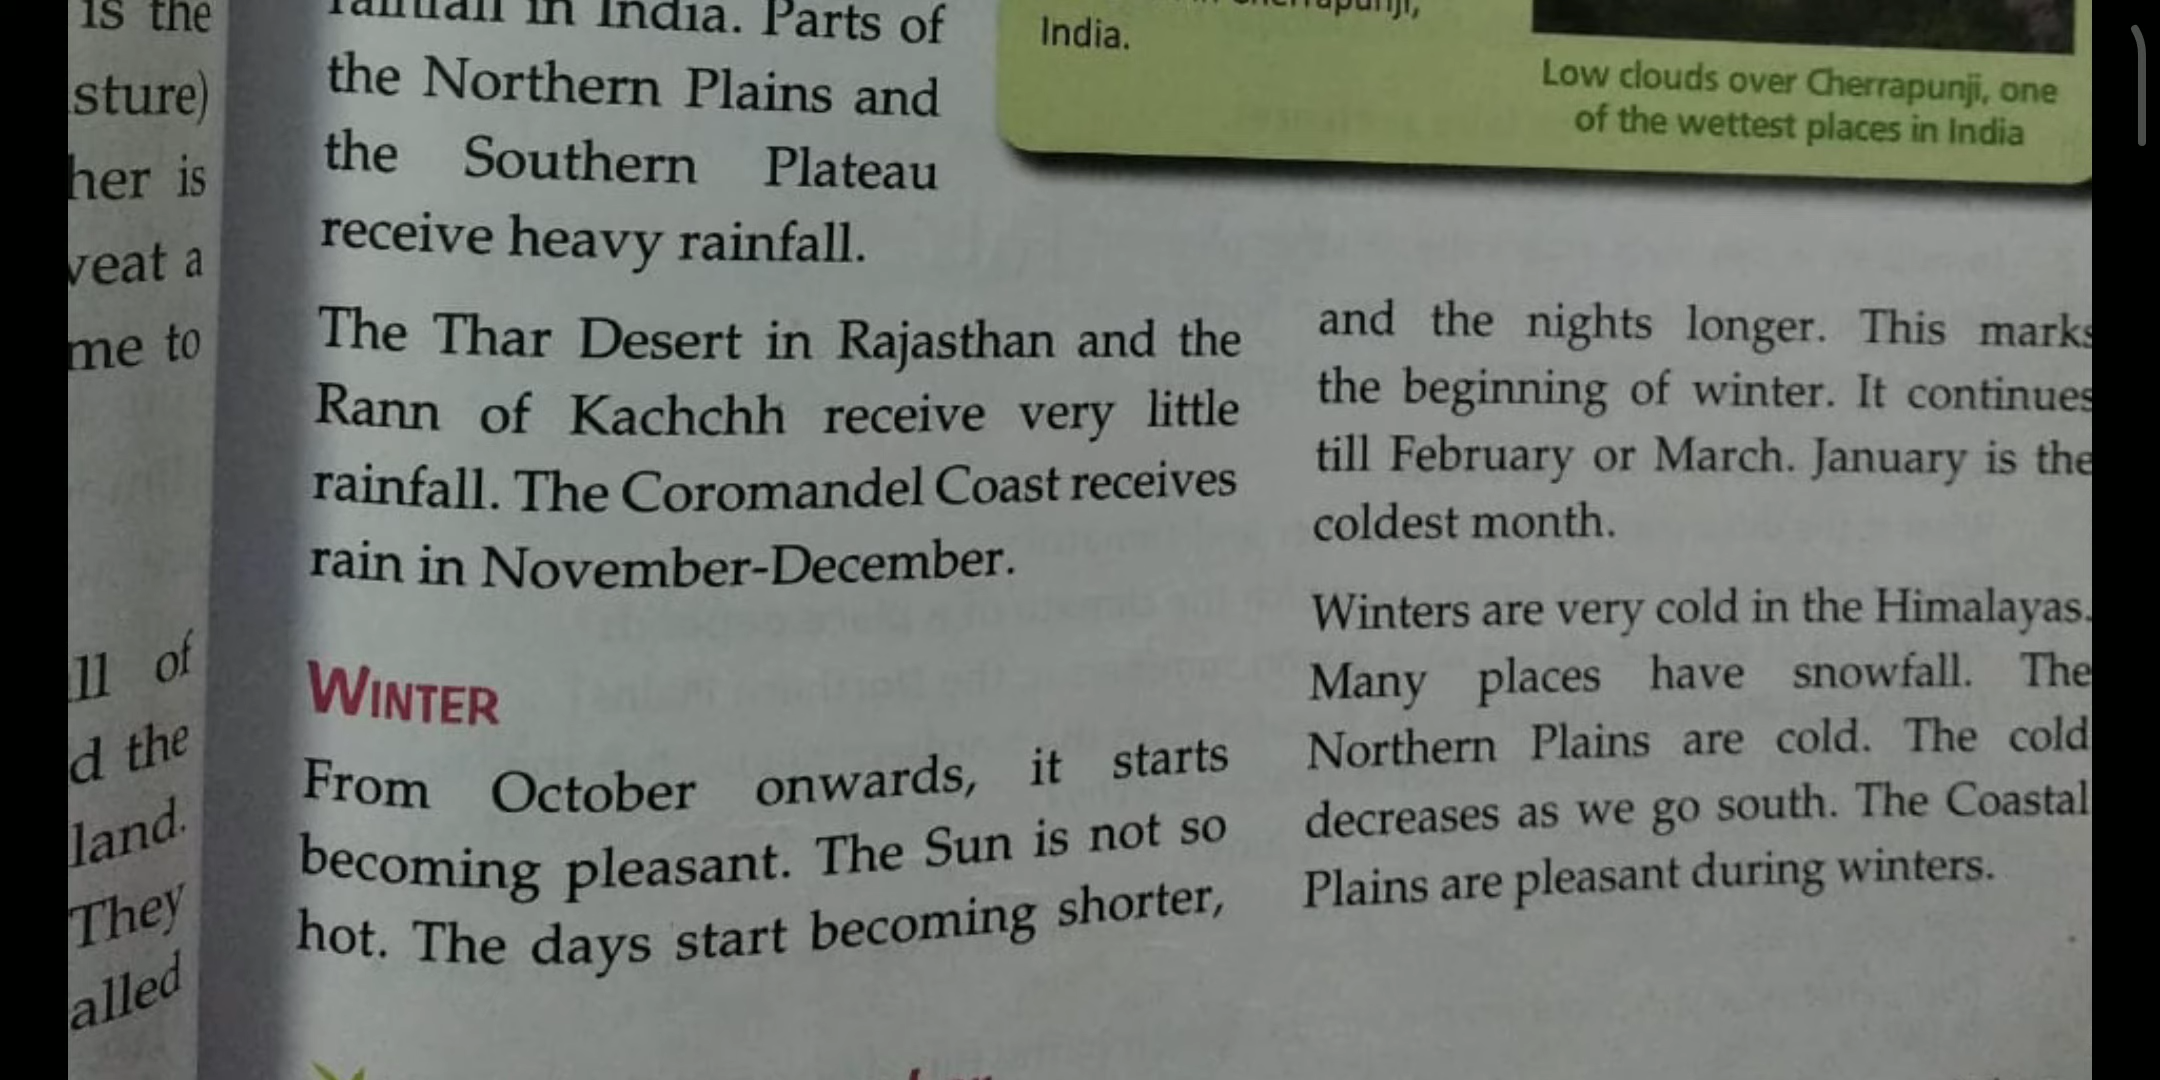 is the
her is
me to
of
d the
land.
They
in India. Parts of
the Northern Plains and
the Southern Plateau
receive heavy rainfall.
India.
Low clouds over Cherrapunji, one
of the wettest places in India
The Thar Desert in Rajasthan and the
Rann of Kachchh receive very little
rainfall. The Coromandel Coast receives
rain in November-December.
WINTER
From October onwards, it starts
becoming pleasant. The Sun is not so
hot. The days start becoming shorter,
and the nights longer. This marks
the beginning of winter. It continues
till February or March. January is the
coldest month.
Winters are very cold in the Himalayas.
Many places have snowfall. The
Northern Plains are cold. The cold
decreases as we go south. The Coastal
Plains are pleasant during winters.